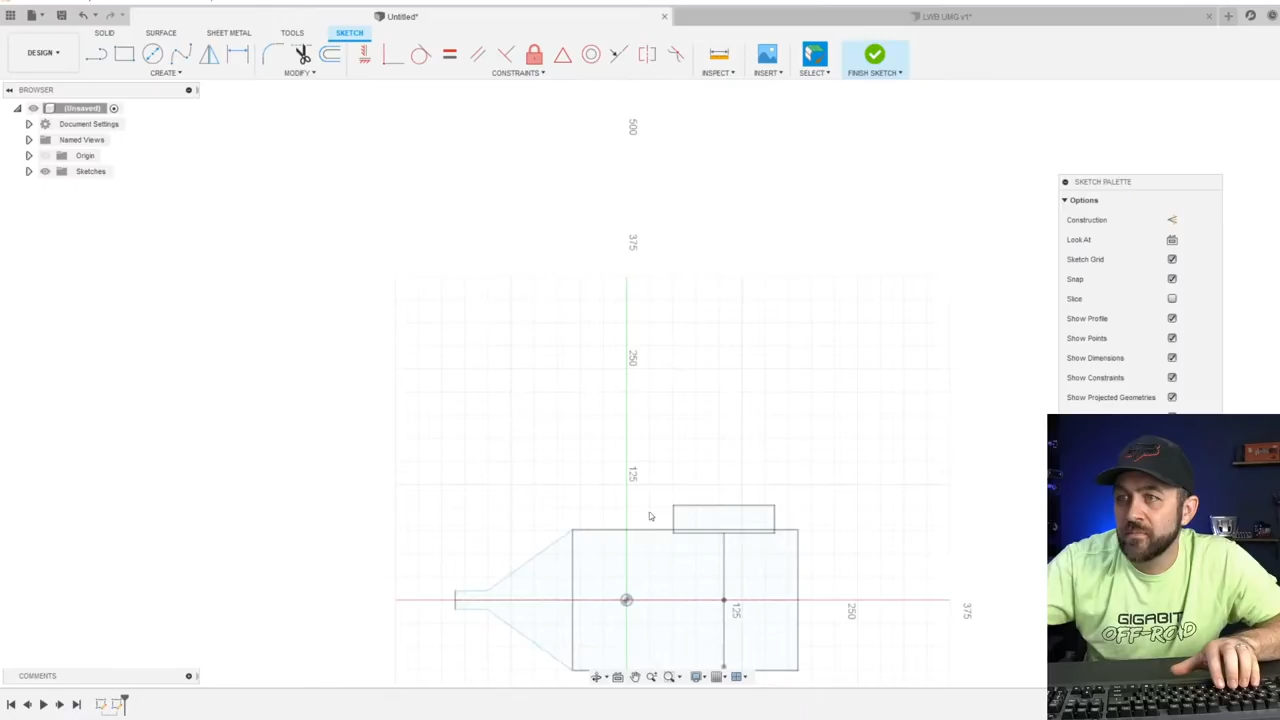 Untitled*
LWB UMG v1*
DESIGN
SOLID
SURFACE
SHEET METAL
TOOLS
SKETCH
CREATE
MODIFY
CONSTRAINTS
INSPECT
INSERT
SELECT
FINISH SKETCH
BROWSER
(Unsaved)
Document Settings
Named Views
Origin
Sketches
500
375
250
125
125
250
375
SKETCH PALETTE
Options
Construction
Look At
Sketch Grid
Snap
Slice
Show Profile
Show Points
Show Dimensions
Show Constraints
Show Projected Geometries
GIGABIT
OFF-ROAD
COMMENTS